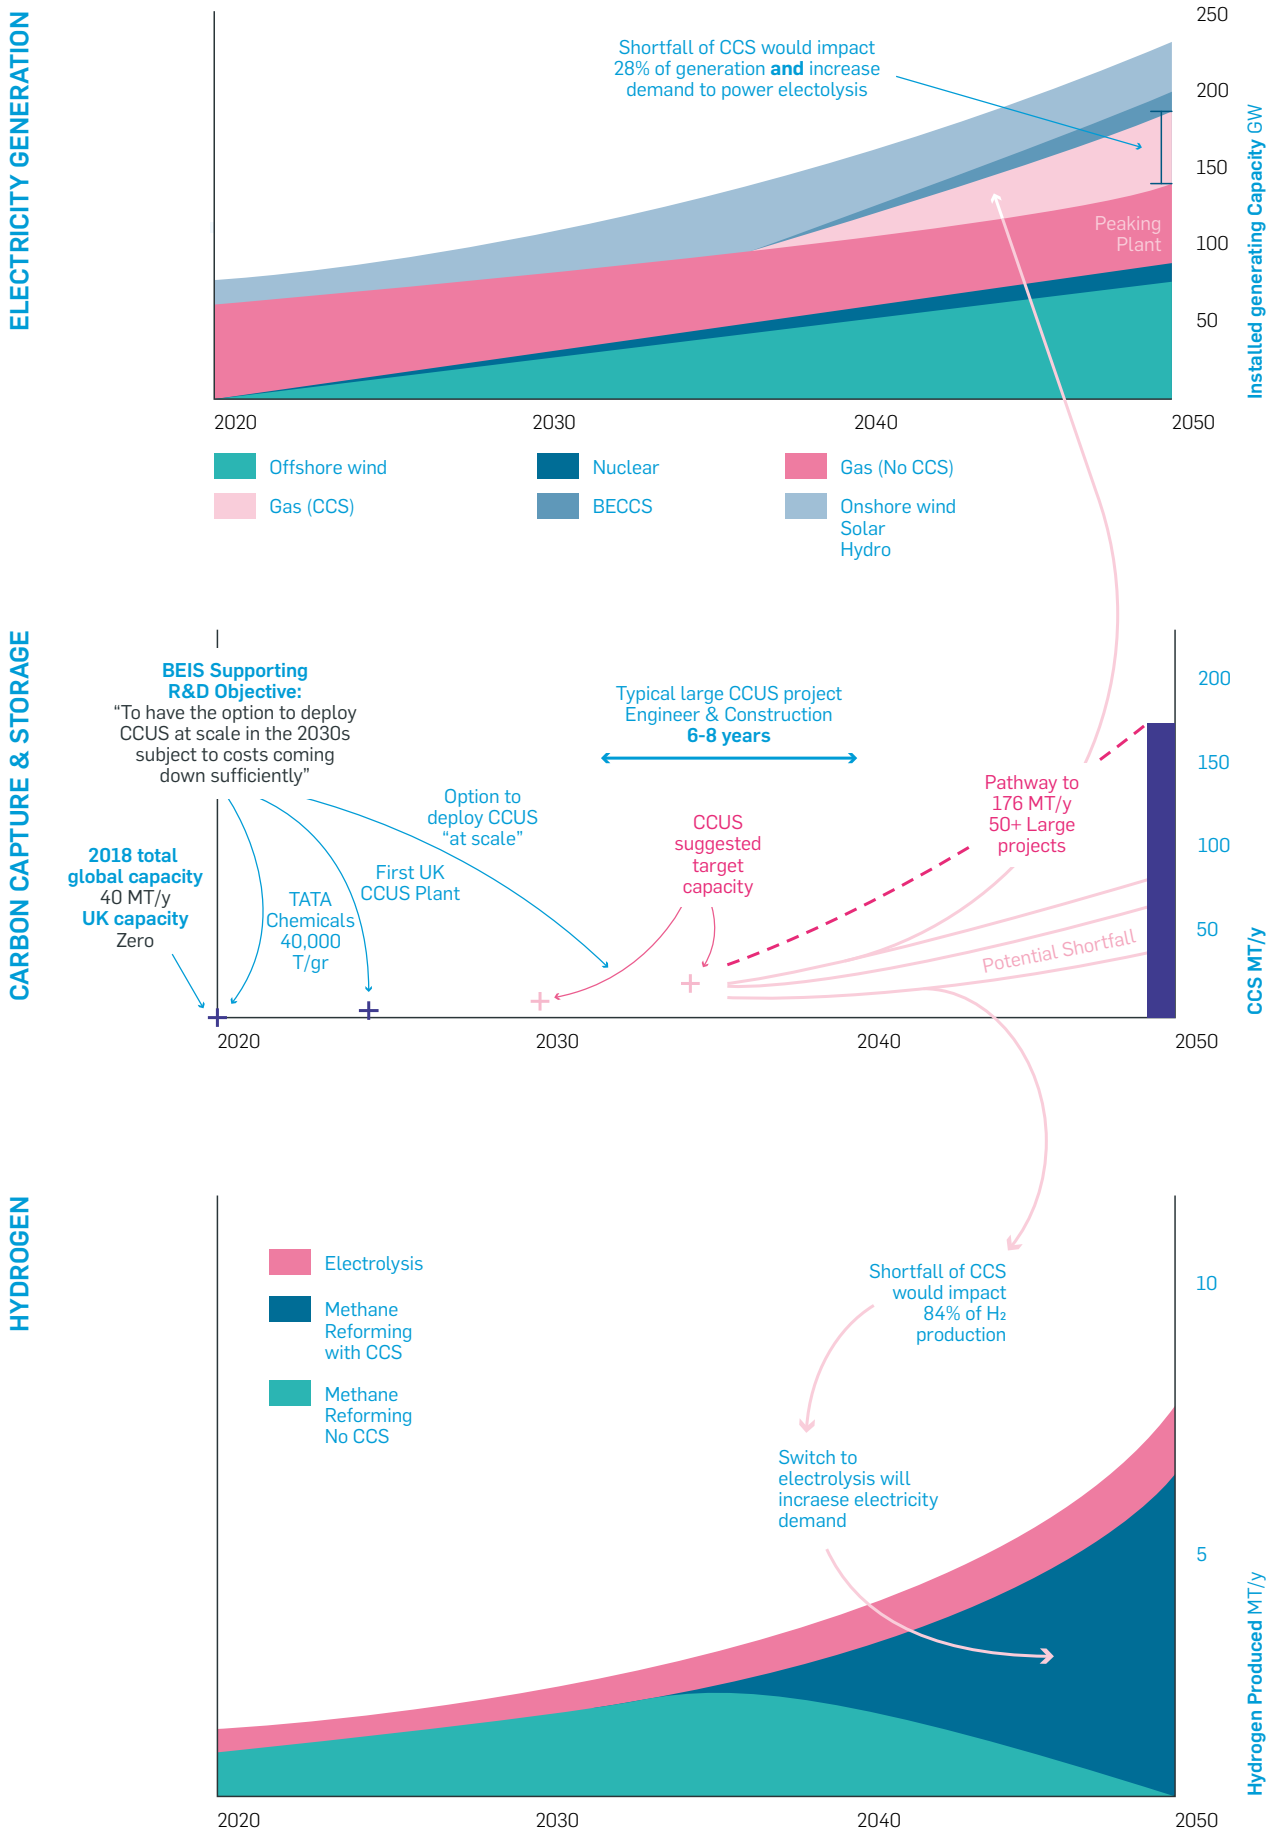 ELECTRICITY GENERATION
Shortfall of CCS would impact
28% of generation and increase
demand to power electolysis
250
200
150
100
50
Installed generating Capacity GW
Peaking
Plant
2020
2030
2040
2050
Offshore wind
Nuclear
Gas (No CCS)
Gas (CCS)
BECCS
Onshore wind
Solar
Hydro
CARBON CAPTURE & STORAGE
BEIS Supporting
R&D Objective:
“To have the option to deploy
CCUS at scale in the 2030s
subject to costs coming
down sufficiently”
Typical large CCUS project
Engineer & Construction
6-8 years
Option to
deploy CCUS
“at scale”
2018 total
global capacity
40 MT/y
UK capacity
Zero
TATA
Chemicals
40,000
T/gr
First UK
CCUS Plant
CCUS
suggested
target
capacity
Pathway to
176 MT/y
50+ Large
projects
Potential Shortfall
200
150
100
50
CCS MT/y
2020
2030
2040
2050
HYDROGEN
Electrolysis
Methane
Reforming
with CCS
Methane
Reforming
No CCS
Shortfall of CCS
would impact
84% of H₂
production
Switch to
electrolysis will
incraese electricity
demand
10
5
Hydrogen Produced MT/y
2020
2030
2040
2050